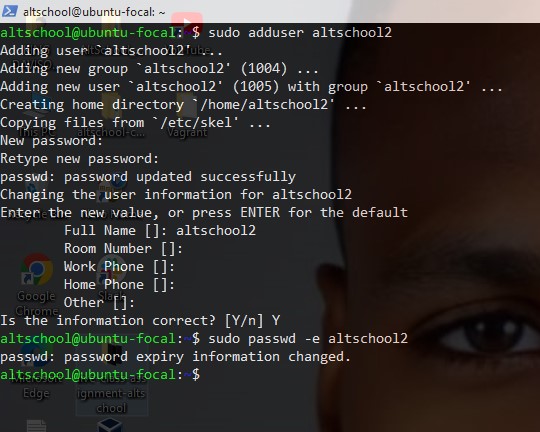 altschool@ubuntu-focal: ~
altschool@ubuntu-focal:~$ sudo adduser altschool2
Adding user `altschool2' ...
Adding new group `altschool2' (1004) ...
Adding new user `altschool2' (1005) with group `altschool2' ...
Creating home directory `/home/altschool2' ...
Copying files from `/etc/skel' ...
New password:
Retype new password:
passwd: password updated successfully
Changing the user information for altschool2
Enter the new value, or press ENTER for the default
Full Name []: altschool2
Room Number []:
Work Phone []:
Home Phone []:
Other []:
Is the information correct? [Y/n] Y
altschool@ubuntu-focal:~$ sudo passwd -e altschool2
passwd: password expiry information changed.
altschool@ubuntu-focal:~$
This PC
altschool-c...
Vagrant
Google
Chrome
Slack
Microsoft
Edge
ignment-alts
chool